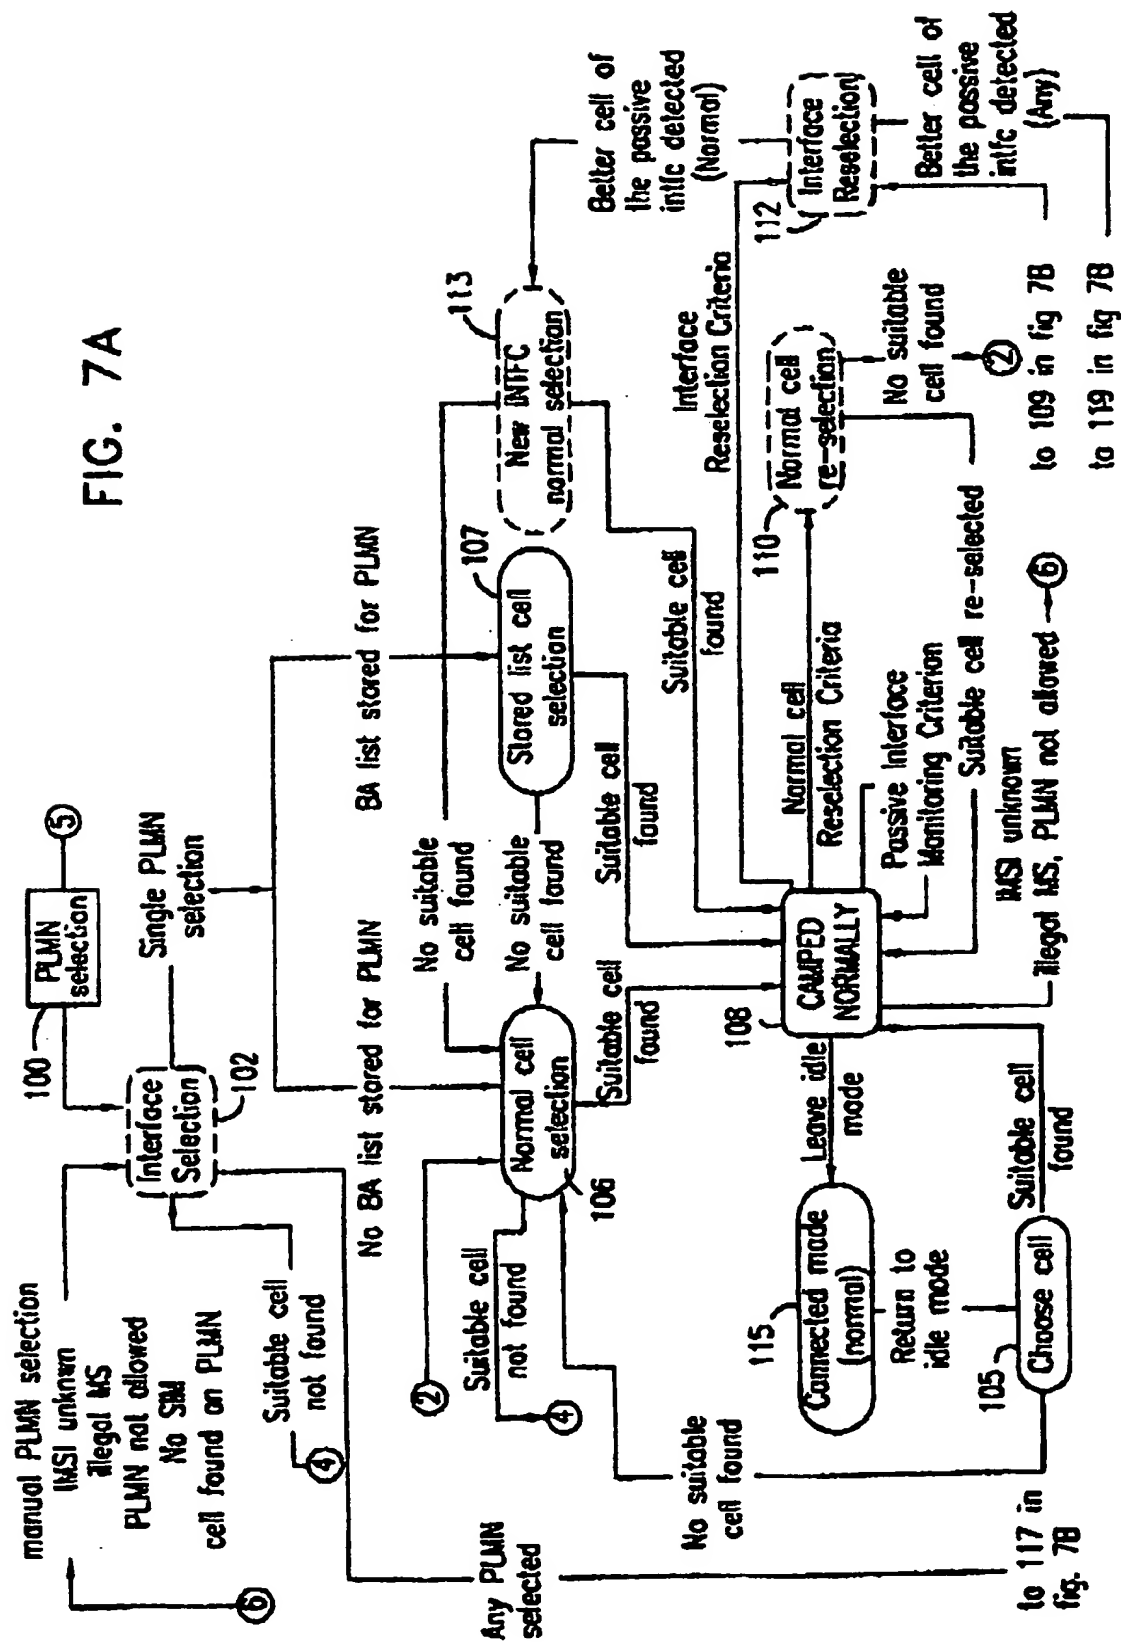 FIG. 7A
manual PLMN selection
IMSI unknown
illegal MS
PLMN not allowed
No SIM
cell found on PLMN
6
100
PLMN
selection
5
Interface
Selection
102
Single PLMN
selection
Suitable cell
not found
4
Any PLMN
selected
to 117 in
fig. 7B
No BA list stored for PLMN
BA list stored for PLMN
2
Suitable cell
not found
4
Normal cell
selection
106
No suitable
cell found
No suitable
cell found
Stored list cell
selection
107
New INTFC
normal selection
113
Better cell of
the passive
intfc detected
(Normal)
Suitable cell
found
Suitable cell
found
Suitable cell
found
Interface
Reselection Criteria
No suitable
cell found
115
Connected mode
(normal)
Leave idle
mode
108
CAMPED
NORMALLY
Normal cell
Reselection Criteria
110
Normal cell
re-selection
112
Interface
Reselection
Return to
idle mode
Passive Interface
Monitoring Criterion
No suitable
cell found
2
Better cell of
the passive
intfc detected
(Any)
Suitable cell re-selected
105
Choose cell
Suitable cell
found
IMSI unknown
illegal MS, PLMN not allowed
6
to 109 in fig 7B
to 119 in fig 7B